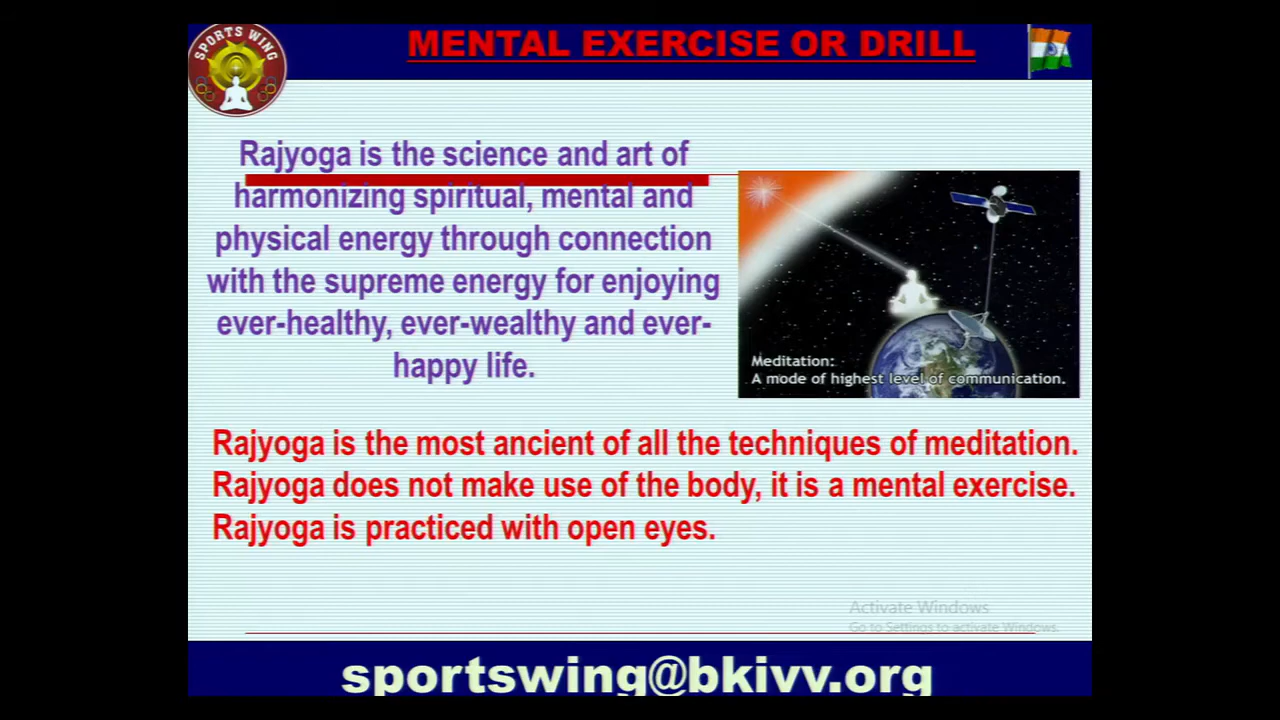 SPORTS WING
MENTAL EXERCISE OR DRILL
Rajyoga is the science and art of
harmonizing spiritual, mental and
physical energy through connection
with the supreme energy for enjoying
ever-healthy, ever-wealthy and ever-
happy life.
Meditation:
A mode of highest level of communication.
Rajyoga is the most ancient of all the techniques of meditation.
Rajyoga does not make use of the body, it is a mental exercise.
Rajyoga is practiced with open eyes.
Activate Windows
Go to Settings to activate Windows.
sportswing@bkivv.org